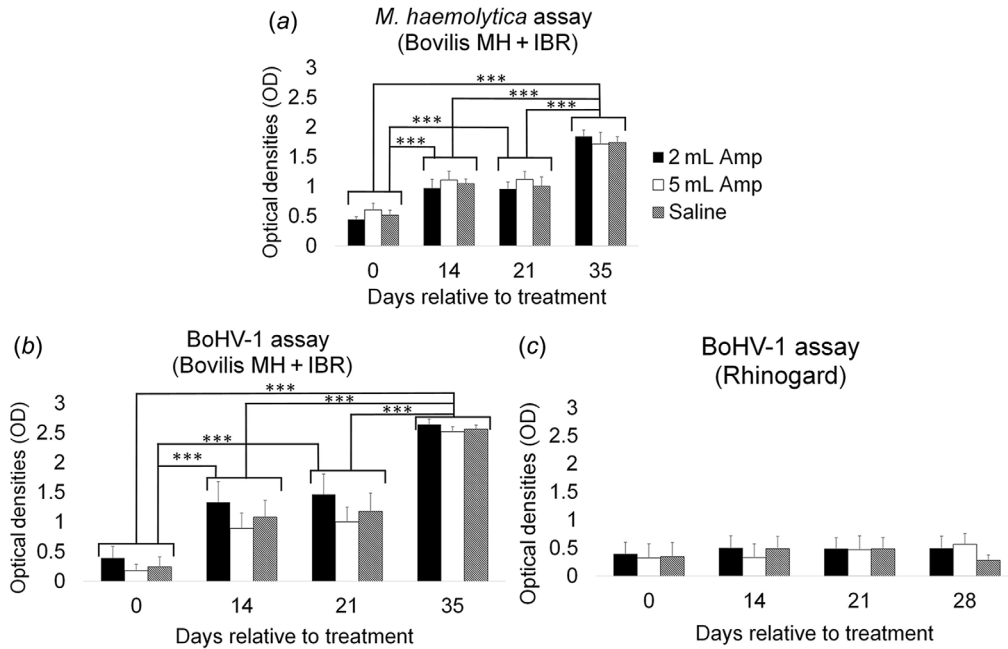 (a)
M. haemolytica assay
(Bovilis MH + IBR)
Optical densities (OD)
3
2.5
2
1.5
1
0.5
0
***
***
***
***
***
0
14
21
35
Days relative to treatment
2 mL Amp
5 mL Amp
Saline
(b)
BoHV-1 assay
(Bovilis MH + IBR)
Optical densities (OD)
3
2.5
2
1.5
1
0.5
0
***
***
***
***
***
0
14
21
35
Days relative to treatment
(c)
BoHV-1 assay
(Rhinogard)
Optical densities (OD)
3
2.5
2
1.5
1
0.5
0
0
14
21
28
Days relative to treatment